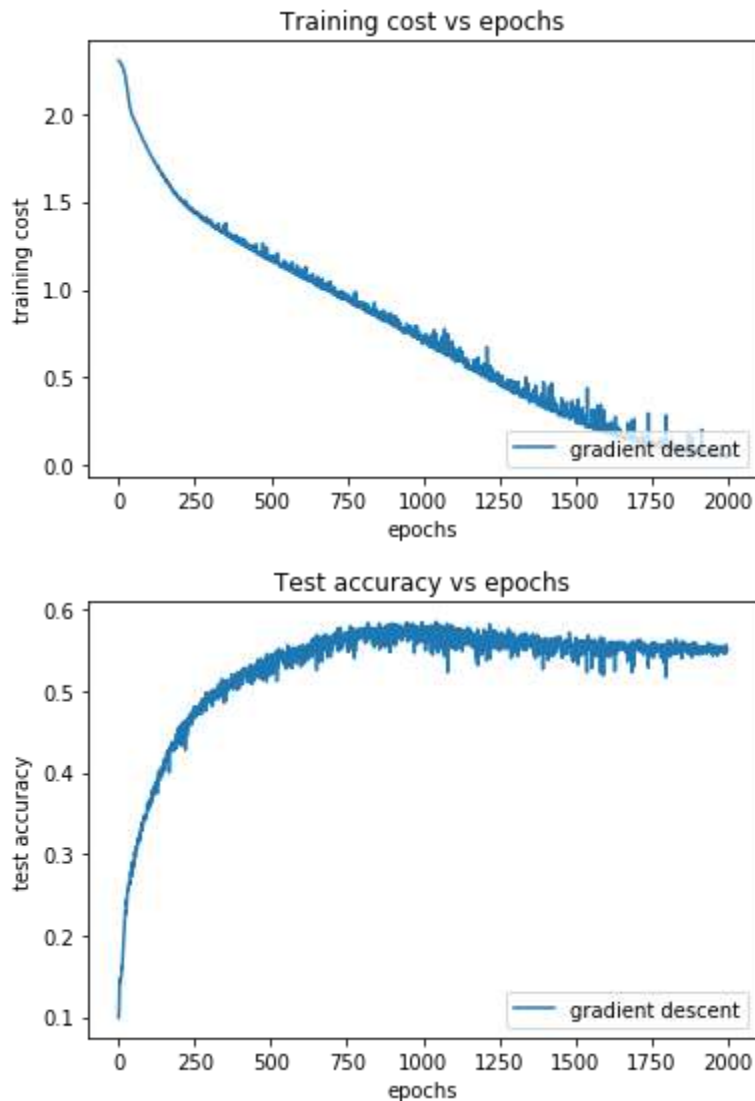 Training cost vs epochs
training cost
2.0
1.5
1.0
0.5
0.0
gradient descent
0 250 500 750 1000 1250 1500 1750 2000
epochs
Test accuracy vs epochs
test accuracy
0.6
0.5
0.4
0.3
0.2
0.1
gradient descent
0 250 500 750 1000 1250 1500 1750 2000
epochs